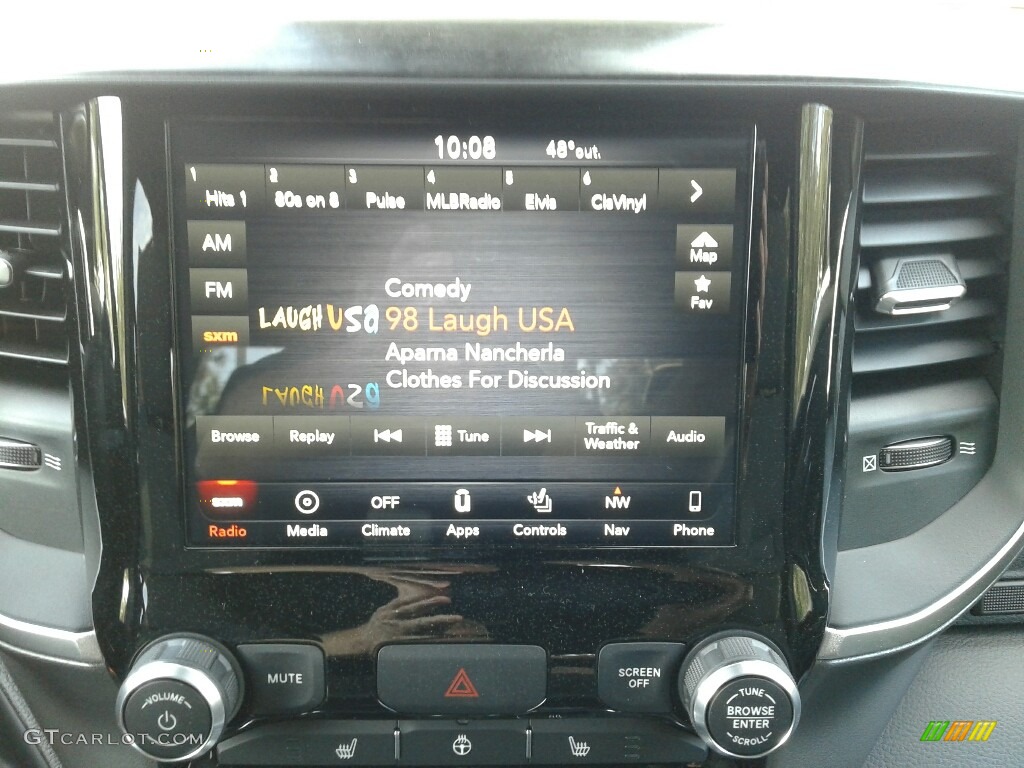 10:08 48° out.
1 2 3 4 5 6
Hits 1 80s on 8 Pulse MLBRadio Elvis ClsVinyl
AM
Map
FM
Fav
sxm
Comedy
LAUGH USA 98 Laugh USA
Aparna Nancherla
Clothes For Discussion
Browse Replay Tune Traffic & Weather Audio
sxm OFF NW
Radio Media Climate Apps Controls Nav Phone
MUTE
SCREEN OFF
VOLUME
TUNE
BROWSE
ENTER
SCROLL
GTCARLOT.COM